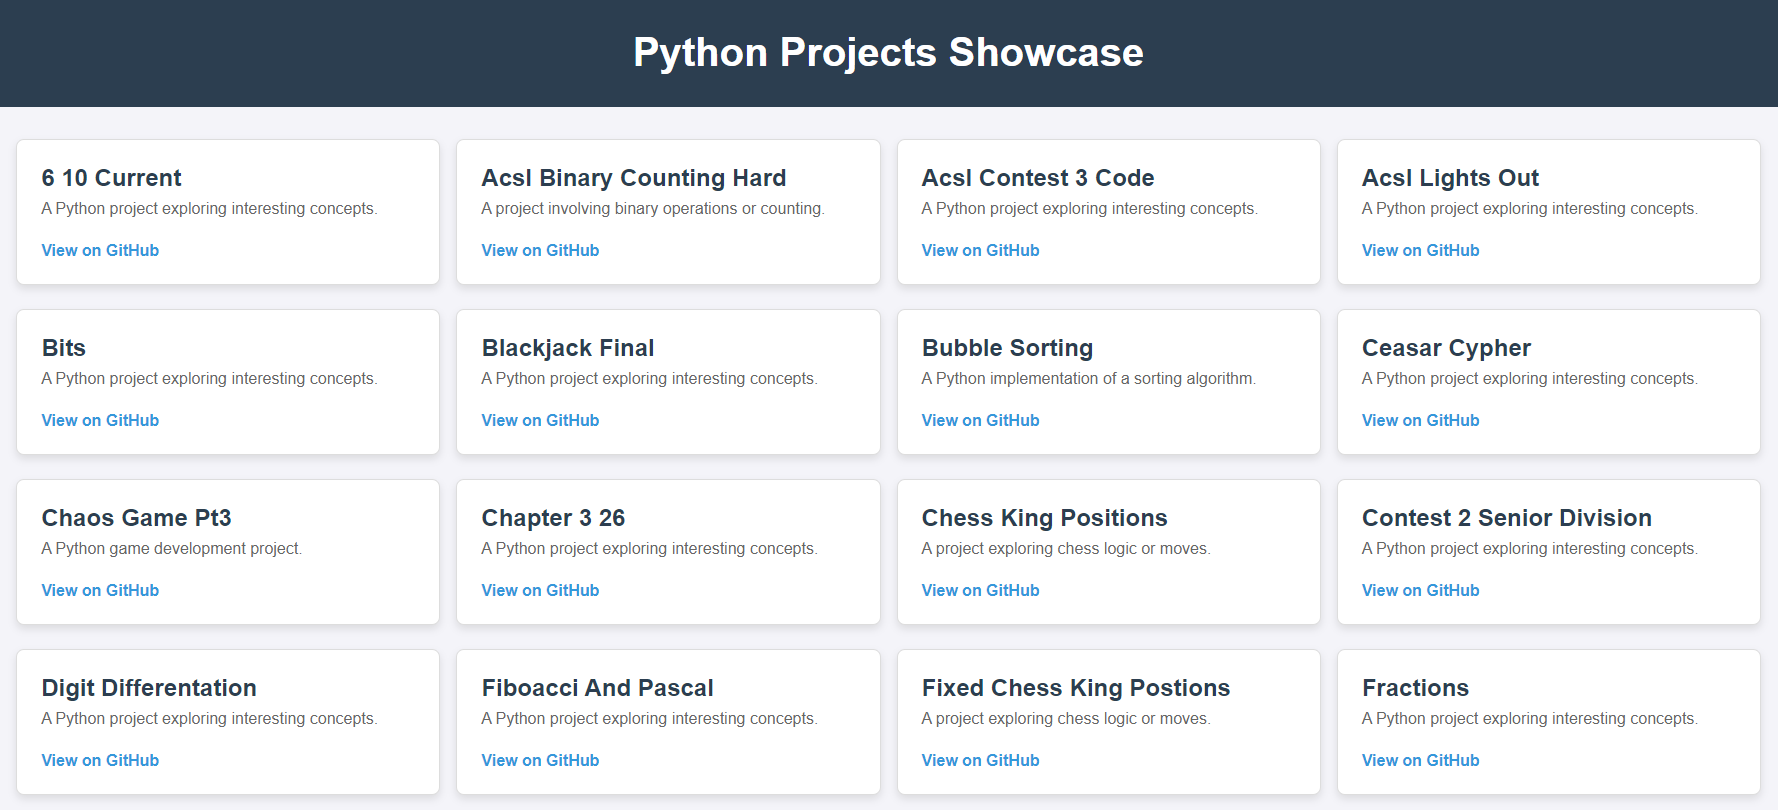 Python Projects Showcase
6 10 Current
A Python project exploring interesting concepts.
View on GitHub
Acsl Binary Counting Hard
A project involving binary operations or counting.
View on GitHub
Acsl Contest 3 Code
A Python project exploring interesting concepts.
View on GitHub
Acsl Lights Out
A Python project exploring interesting concepts.
View on GitHub
Bits
A Python project exploring interesting concepts.
View on GitHub
Blackjack Final
A Python project exploring interesting concepts.
View on GitHub
Bubble Sorting
A Python implementation of a sorting algorithm.
View on GitHub
Ceasar Cypher
A Python project exploring interesting concepts.
View on GitHub
Chaos Game Pt3
A Python game development project.
View on GitHub
Chapter 3 26
A Python project exploring interesting concepts.
View on GitHub
Chess King Positions
A project exploring chess logic or moves.
View on GitHub
Contest 2 Senior Division
A Python project exploring interesting concepts.
View on GitHub
Digit Differentation
A Python project exploring interesting concepts.
View on GitHub
Fiboacci And Pascal
A Python project exploring interesting concepts.
View on GitHub
Fixed Chess King Postions
A project exploring chess logic or moves.
View on GitHub
Fractions
A Python project exploring interesting concepts.
View on GitHub